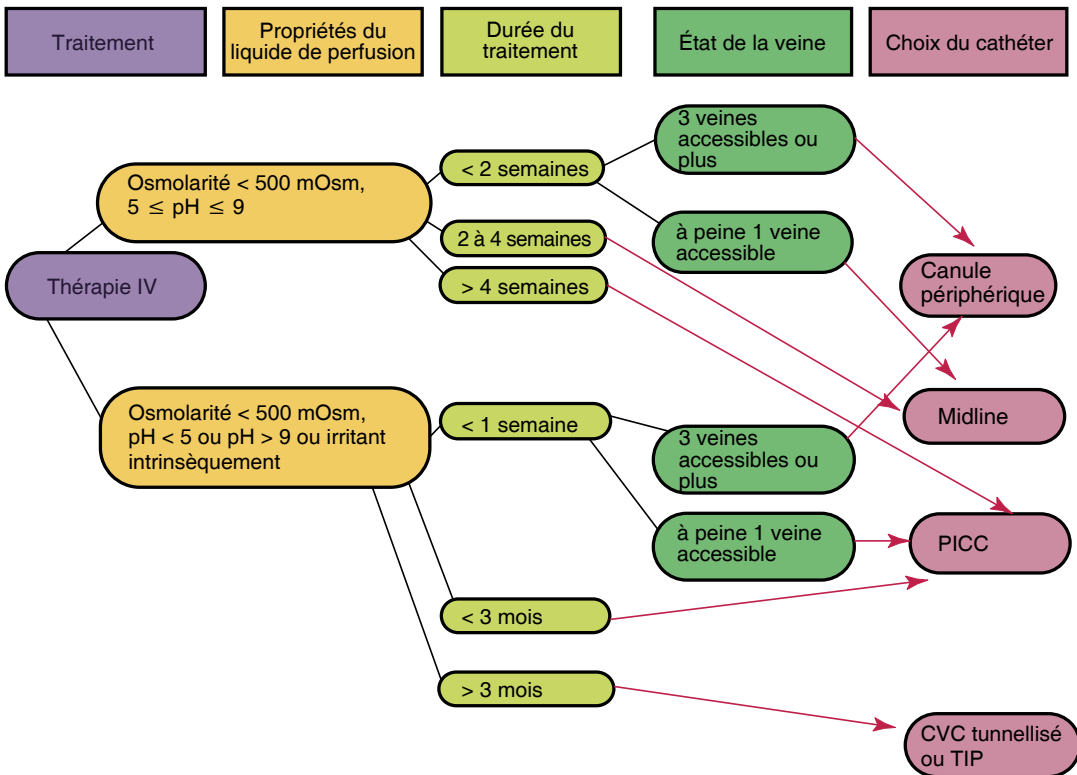 Traitement
Propriétés du
liquide de perfusion
Durée du
traitement
État de la veine
Choix du cathéter
Thérapie IV
Osmolarité < 500 mOsm,
5 ≤ pH ≤ 9
< 2 semaines
2 à 4 semaines
> 4 semaines
3 veines
accessibles ou
plus
à peine 1 veine
accessible
Canule
périphérique
Midline
Osmolarité < 500 mOsm,
pH < 5 ou pH > 9 ou irritant
intrinsèquement
< 1 semaine
3 veines
accessibles ou
plus
à peine 1 veine
accessible
PICC
< 3 mois
> 3 mois
CVC tunnellisé
ou TIP